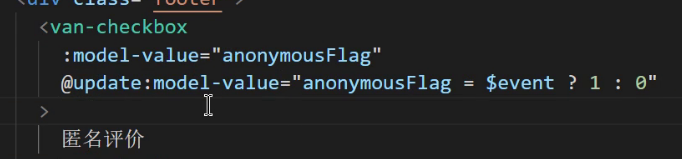 <div class="footer">
<van-checkbox
:model-value="anonymousFlag"
@update:model-value="anonymousFlag = $event ? 1 : 0"
>
匿名评价